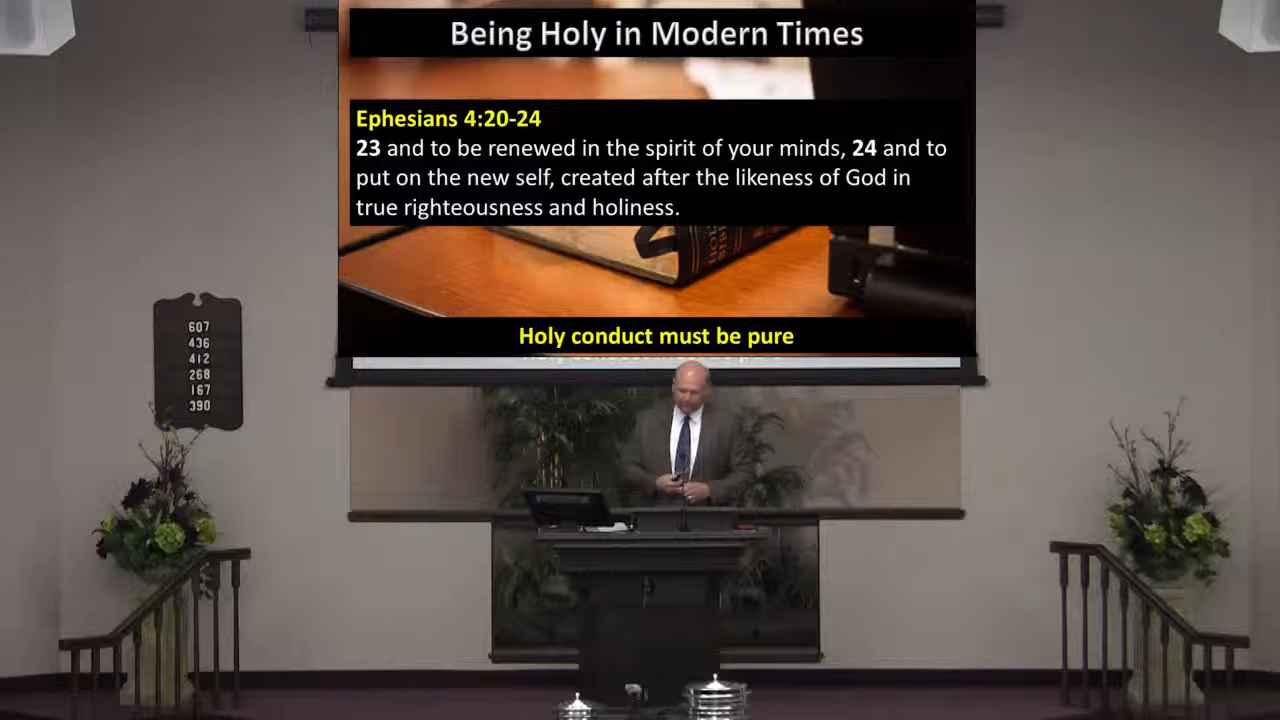 Being Holy in Modern Times
Ephesians 4:20-24
23 and to be renewed in the spirit of your minds, 24 and to
put on the new self, created after the likeness of God in
true righteousness and holiness.
HOLY
Holy conduct must be pure
607
436
412
268
167
390